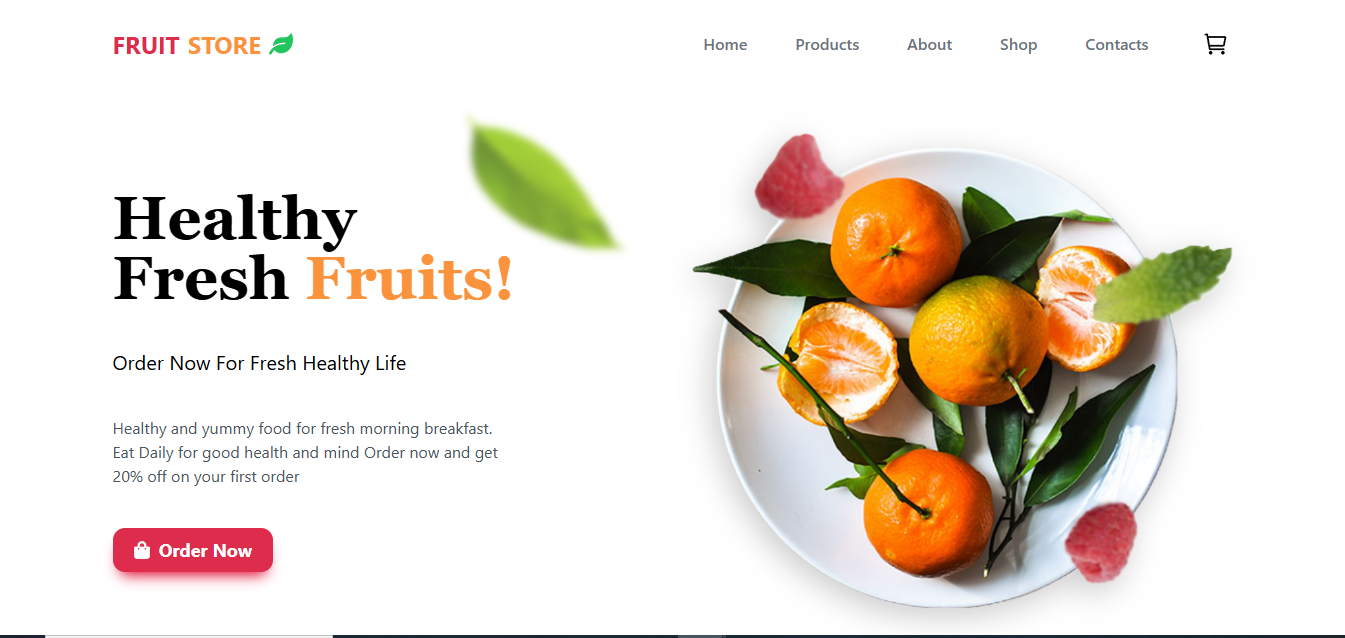 FRUIT STORE
Home Products About Shop Contacts
Healthy
Fresh Fruits!
Order Now For Fresh Healthy Life
Healthy and yummy food for fresh morning breakfast.
Eat Daily for good health and mind Order now and get
20% off on your first order
Order Now